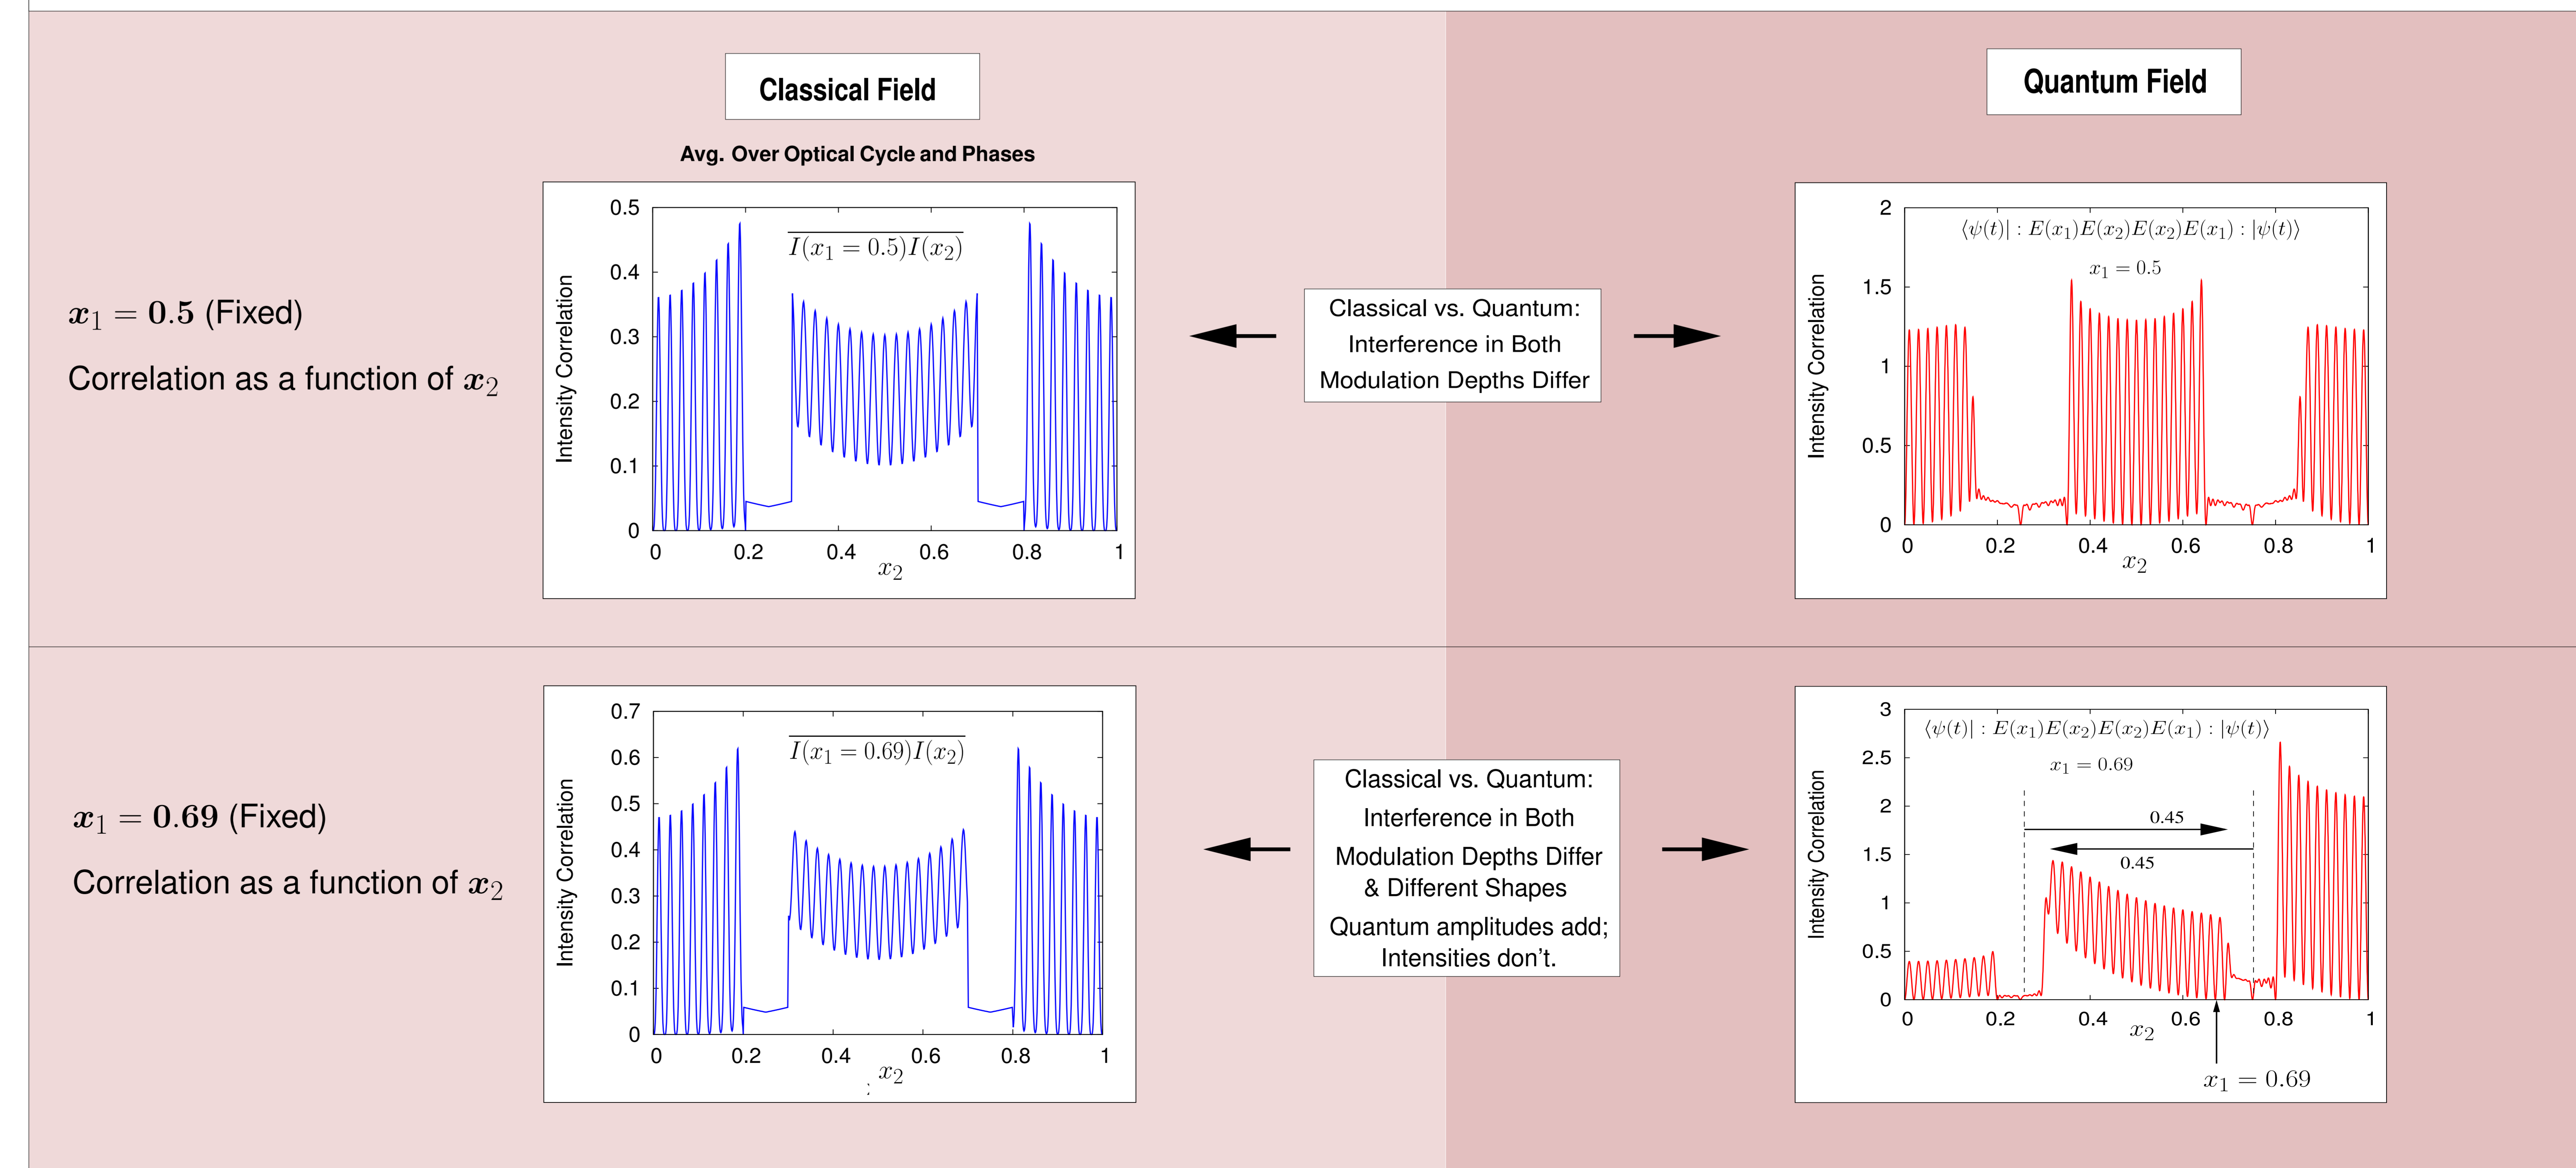 Classical Field
Quantum Field
Avg. Over Optical Cycle and Phases
x₁ = 0.5 (Fixed)
Correlation as a function of x₂
Intensity Correlation
0.5
0.4
0.3
0.2
0.1
0
I(x₁ = 0.5)I(x₂)
0 0.2 0.4 0.6 0.8 1
x₂
Classical vs. Quantum:
Interference in Both
Modulation Depths Differ
Intensity Correlation
2
1.5
1
0.5
0
⟨ψ(t)| : E(x₁)E(x₂)E(x₂)E(x₁) : |ψ(t)⟩
x₁ = 0.5
0 0.2 0.4 0.6 0.8 1
x₂
x₁ = 0.69 (Fixed)
Correlation as a function of x₂
Intensity Correlation
0.7
0.6
0.5
0.4
0.3
0.2
0.1
0
I(x₁ = 0.69)I(x₂)
0 0.2 0.4 0.6 0.8 1
x₂
Classical vs. Quantum:
Interference in Both
Modulation Depths Differ
& Different Shapes
Quantum amplitudes add;
Intensities don't.
Intensity Correlation
3
2.5
2
1.5
1
0.5
0
⟨ψ(t)| : E(x₁)E(x₂)E(x₂)E(x₁) : |ψ(t)⟩
x₁ = 0.69
0.45
0.45
0 0.2 0.4 0.6 0.8 1
x₂
x₁ = 0.69